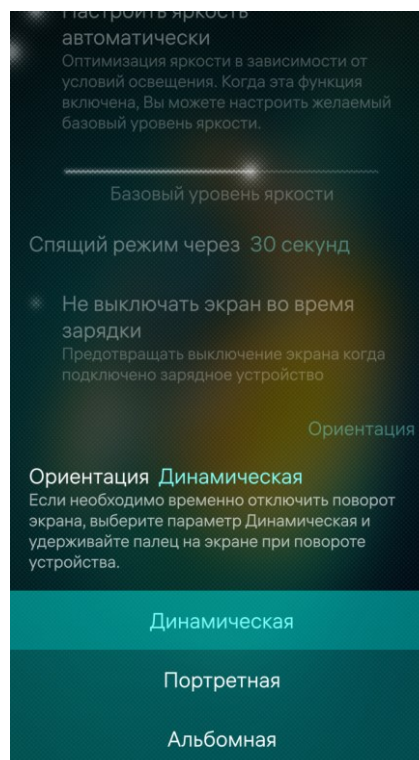 Настроить яркость
автоматически
Оптимизация яркости в зависимости от
условий освещения. Когда эта функция
включена, Вы можете настроить желаемый
базовый уровень яркости.
Базовый уровень яркости
Спящий режим через 30 секунд
Не выключать экран во время
зарядки
Предотвращать выключение экрана когда
подключено зарядное устройство
Ориентация
Ориентация Динамическая
Если необходимо временно отключить поворот
экрана, выберите параметр Динамическая и
удерживайте палец на экране при повороте
устройства.
Динамическая
Портретная
Альбомная